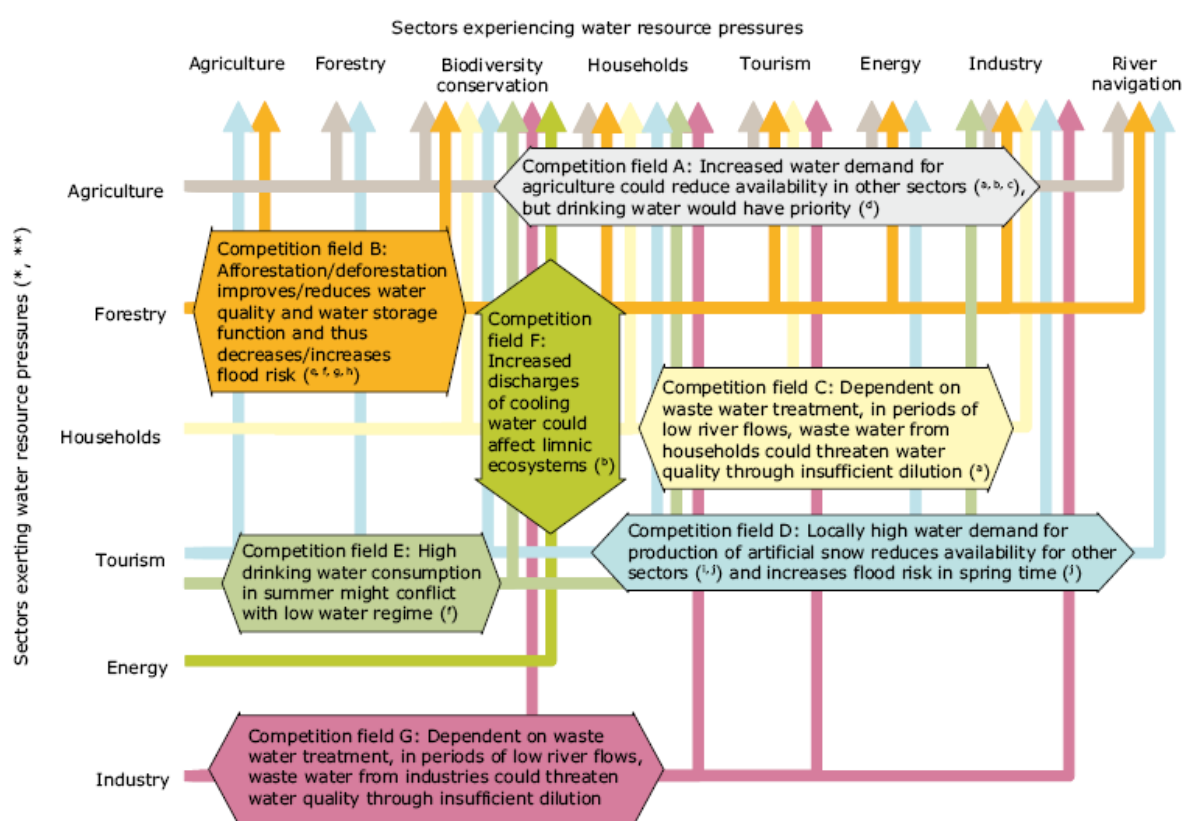 Sectors experiencing water resource pressures
Agriculture
Forestry
Biodiversity
conservation
Households
Tourism
Energy
Industry
River
navigation
Sectors exerting water resource pressures (*, **)
Agriculture
Competition field A: Increased water demand for
agriculture could reduce availability in other sectors (a, b, c),
but drinking water would have priority (d)
Forestry
Competition field B:
Afforestation/deforestation
improves/reduces water
quality and water storage
function and thus
decreases/increases
flood risk (e, f, g, h)
Competition
field F:
Increased
discharges
of cooling
water could
affect limnic
ecosystems (b)
Households
Competition field C: Dependent on
waste water treatment, in periods of
low river flows, waste water from
households could threaten water
quality through insufficient dilution (a)
Tourism
Competition field D: Locally high water demand for
production of artificial snow reduces availability for other
sectors (i, j) and increases flood risk in spring time (j)
Competition field E: High
drinking water consumption
in summer might conflict
with low water regime (f)
Energy
Industry
Competition field G: Dependent on waste
water treatment, in periods of low river flows,
waste water from industries could threaten
water quality through insufficient dilution